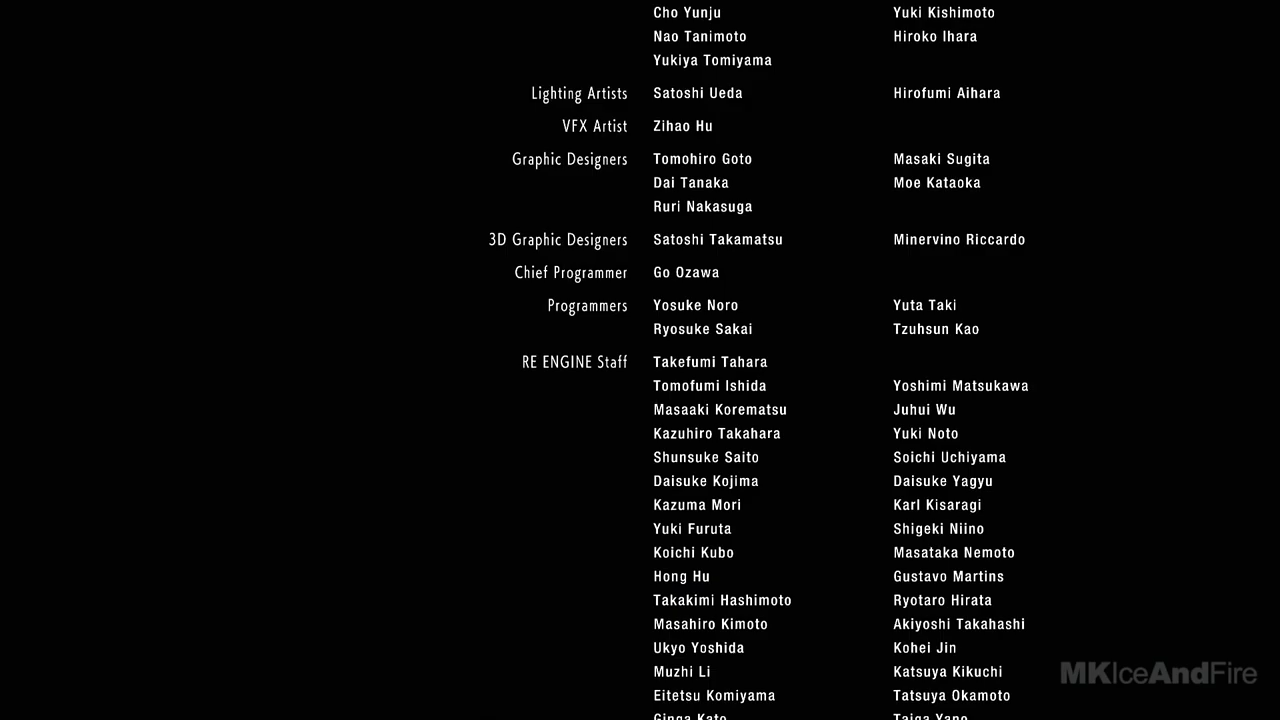 Cho Yunju Yuki Kishimoto
Nao Tanimoto Hiroko Ihara
Yukiya Tomiyama
Lighting Artists Satoshi Ueda Hirofumi Aihara
VFX Artist Zihao Hu
Graphic Designers Tomohiro Goto Masaki Sugita
Dai Tanaka Moe Kataoka
Ruri Nakasuga
3D Graphic Designers Satoshi Takamatsu Minervino Riccardo
Chief Programmer Go Ozawa
Programmers Yosuke Noro Yuta Taki
Ryosuke Sakai Tzuhsun Kao
RE ENGINE Staff Takefumi Tahara
Tomofumi Ishida Yoshimi Matsukawa
Masaaki Korematsu Juhui Wu
Kazuhiro Takahara Yuki Noto
Shunsuke Saito Soichi Uchiyama
Daisuke Kojima Daisuke Yagyu
Kazuma Mori Karl Kisaragi
Yuki Furuta Shigeki Niino
Koichi Kubo Masataka Nemoto
Hong Hu Gustavo Martins
Takakimi Hashimoto Ryotaro Hirata
Masahiro Kimoto Akiyoshi Takahashi
Ukyo Yoshida Kohei Jin
Muzhi Li Katsuya Kikuchi
MKIceAndFire
Eitetsu Komiyama Tatsuya Okamoto
Ginga Kato Taiga Yano